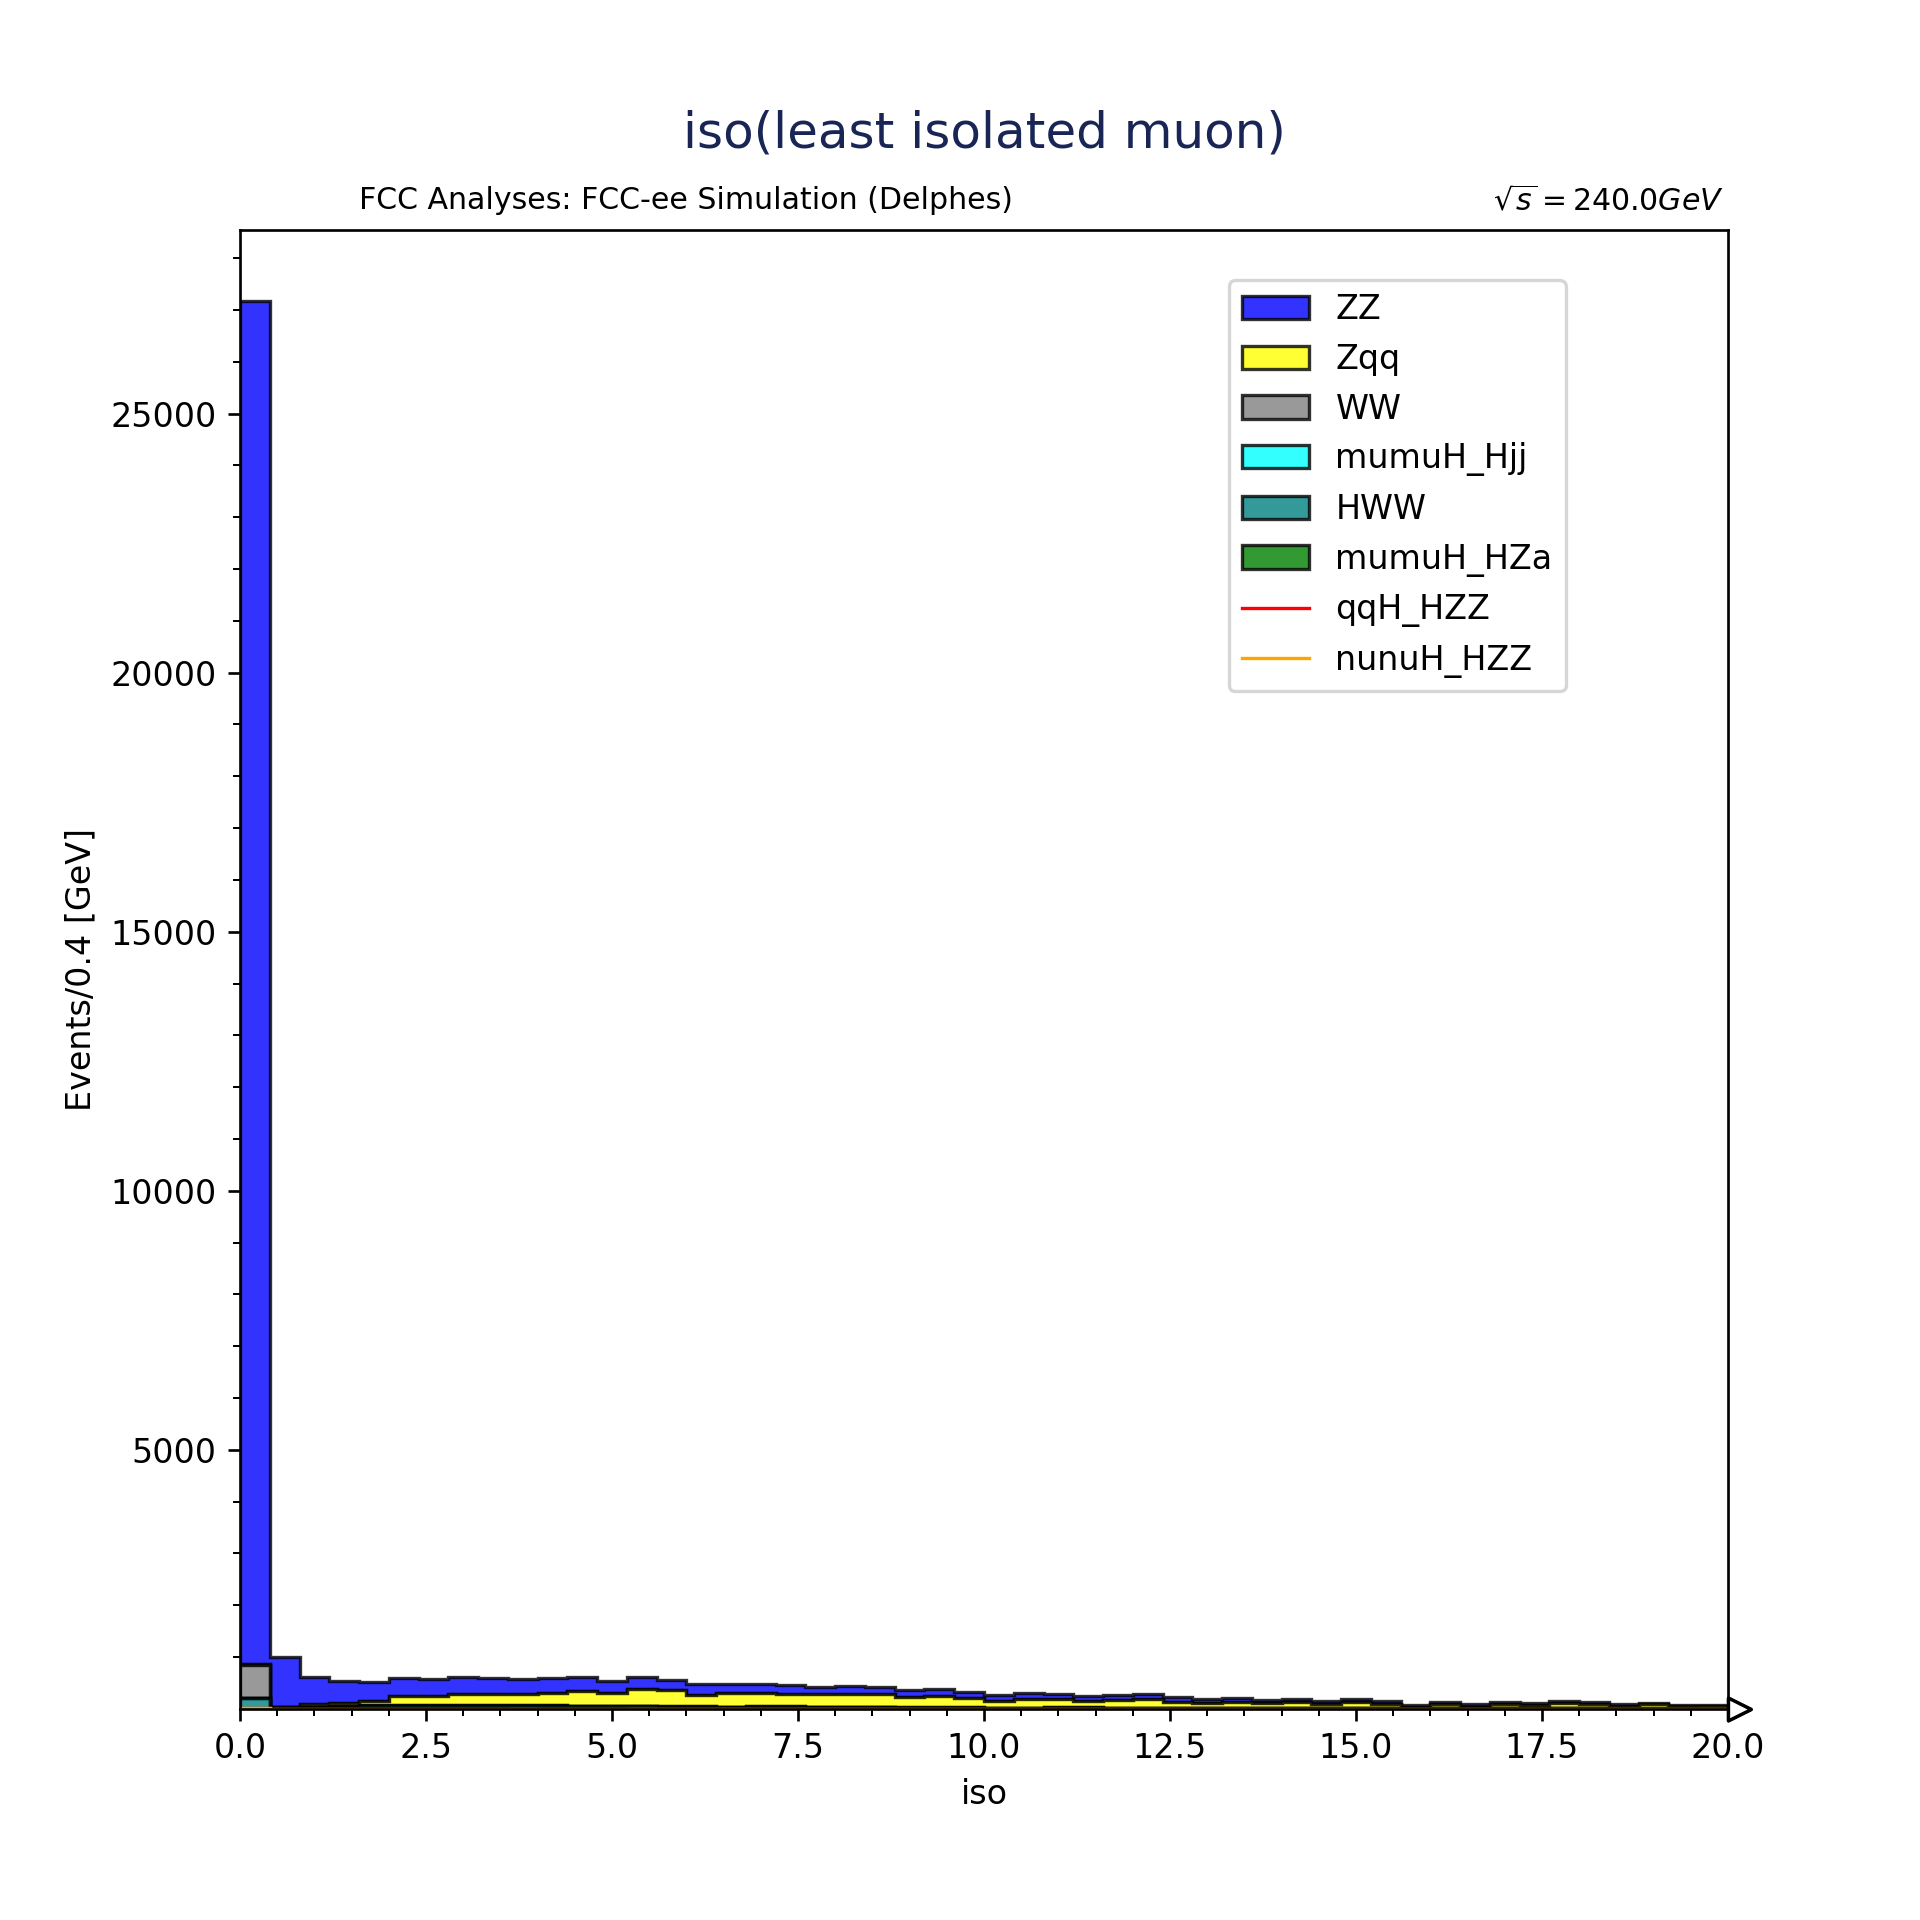 iso(least isolated muon)
FCC Analyses: FCC-ee Simulation (Delphes)
√s = 240.0GeV
ZZ
Zqq
WW
mumuH_Hjj
HWW
mumuH_HZa
qqH_HZZ
nunuH_HZZ
Events/0.4 [GeV]
25000
20000
15000
10000
5000
0.0 2.5 5.0 7.5 10.0 12.5 15.0 17.5 20.0
iso